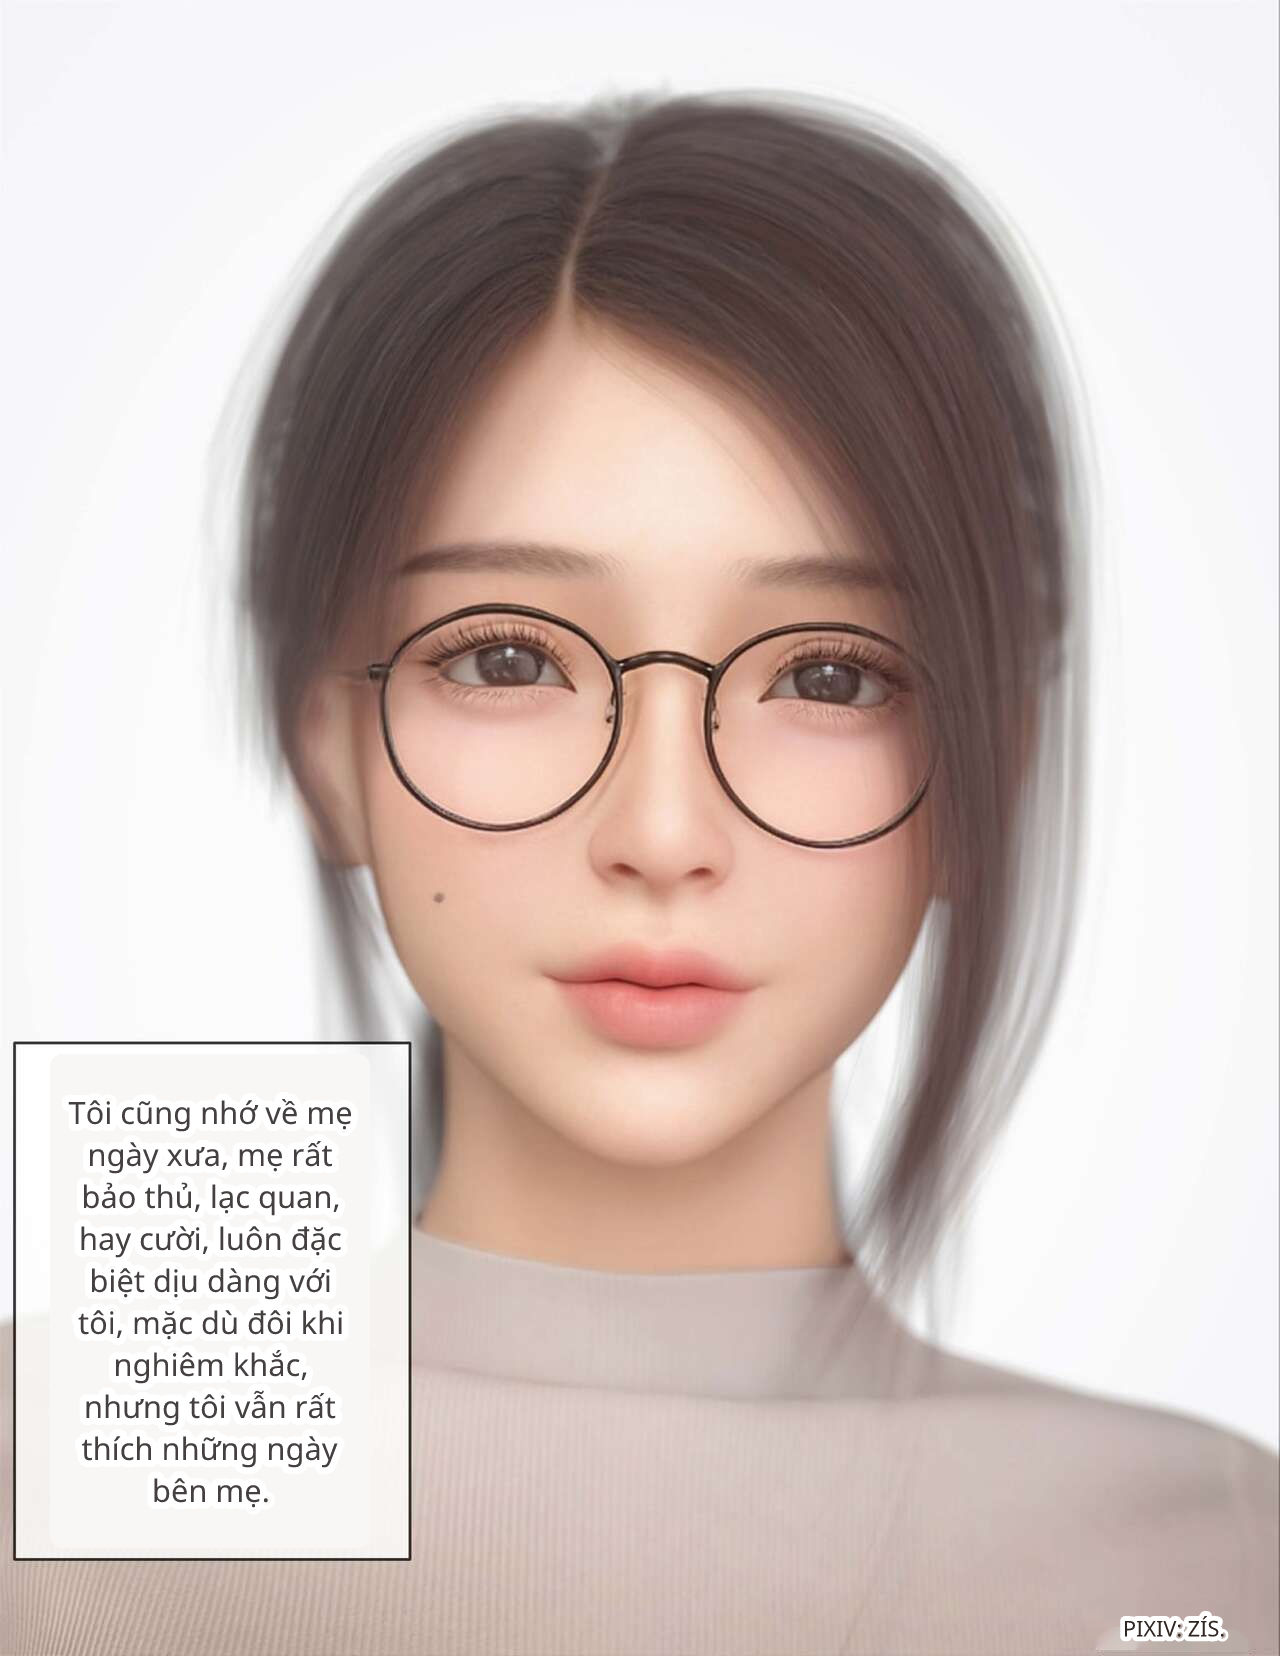 Tôi cũng nhớ về mẹ
ngày xưa, mẹ rất
bảo thủ, lạc quan,
hay cười, luôn đặc
biệt dịu dàng với
tôi, mặc dù đôi khi
nghiêm khắc,
nhưng tôi vẫn rất
thích những ngày
bên mẹ.
PIXIV: ZÍS.